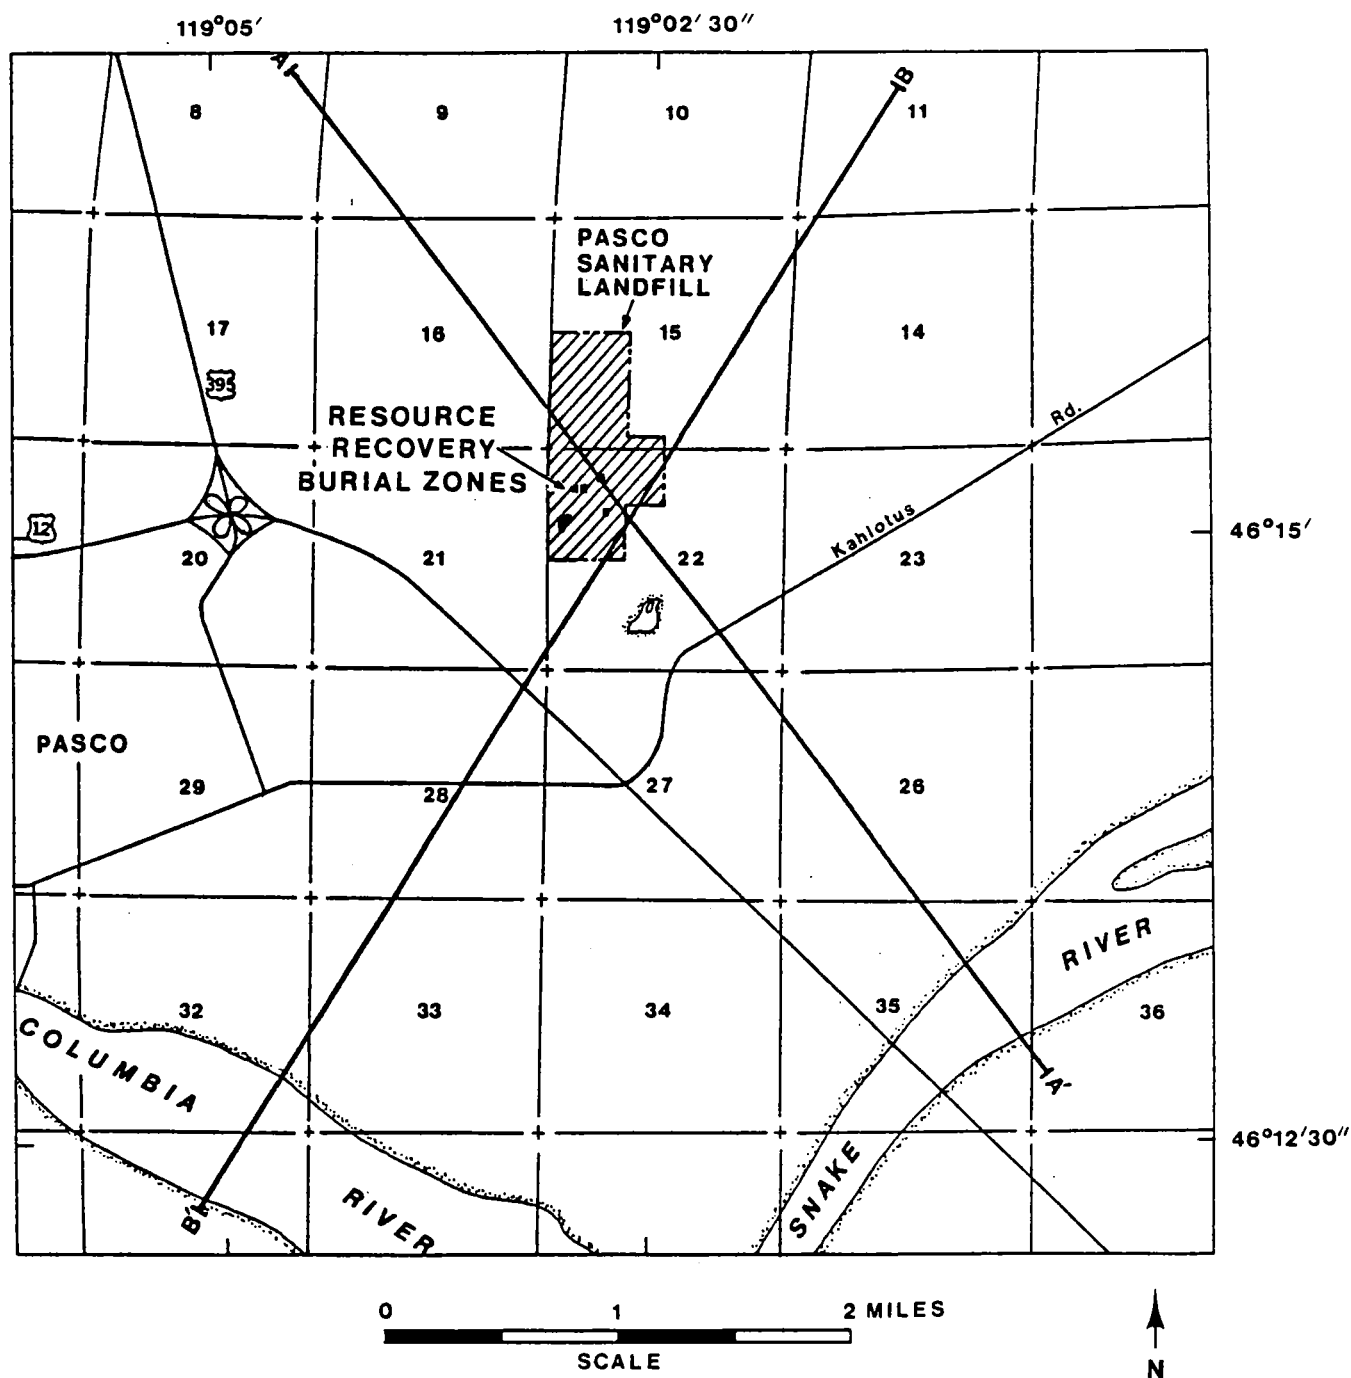 119°05′
119°02′ 30″
A
B
8
9
10
11
PASCO
SANITARY
LANDFILL
17
16
15
14
395
RESOURCE
RECOVERY
BURIAL ZONES
Rd.
Kahlotus
12
46°15′
20
21
22
23
PASCO
29
28
27
26
RIVER
32
33
34
35
36
COLUMBIA
A′
46°12′30″
SNAKE
B′
RIVER
0 1 2 MILES
SCALE
N